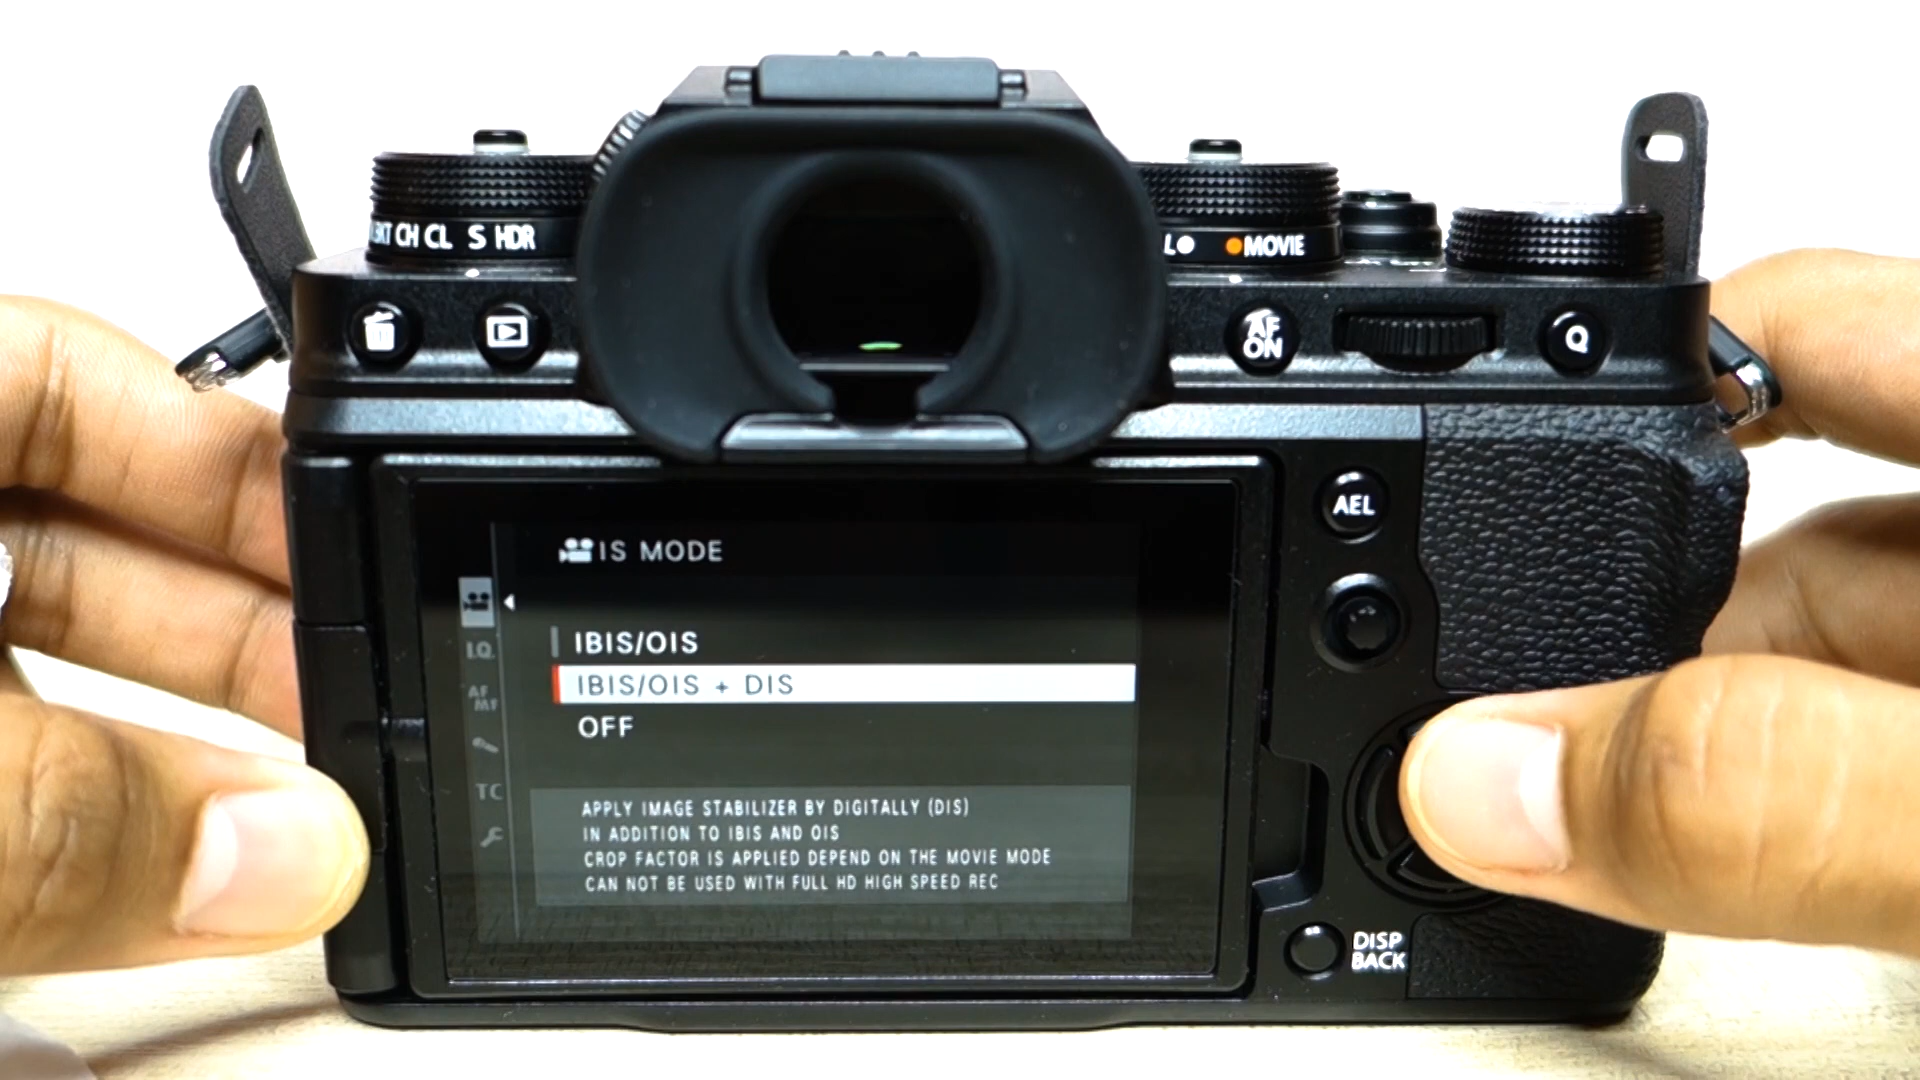 CH CL S HDR
MOVIE
AF
ON
Q
AEL
IS MODE
I.Q.
AF
MF
TC
IBIS/OIS
IBIS/OIS + DIS
OFF
APPLY IMAGE STABILIZER BY DIGITALLY (DIS)
IN ADDITION TO IBIS AND OIS
CROP FACTOR IS APPLIED DEPEND ON THE MOVIE MODE
CAN NOT BE USED WITH FULL HD HIGH SPEED REC
DISP
BACK